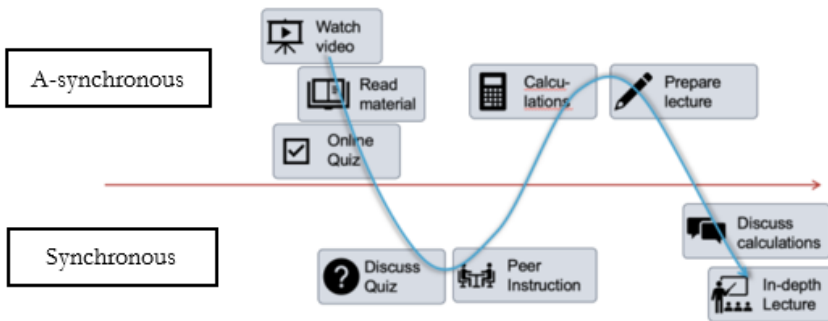 Watch
video
A-synchronous
Read
material
Calcu-
lations
Prepare
lecture
Online
Quiz
Synchronous
Discuss
Quiz
Peer
Instruction
Discuss
calculations
In-depth
Lecture